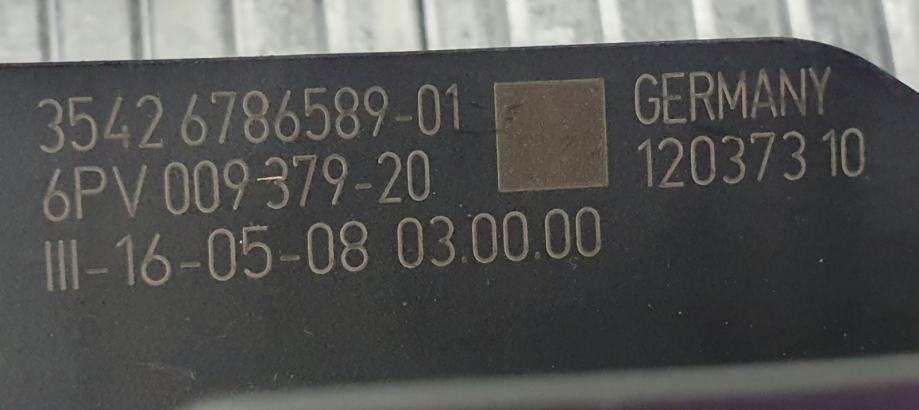 3542 6786589-01
6PV 009 379-20
III-16-05-08 03.00.00
GERMANY
120373 10